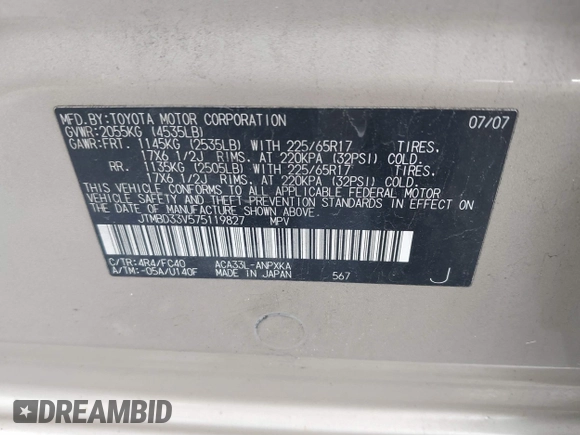 MFD.BY:TOYOTA MOTOR CORPORATION 07/07
GVWR:2055KG (4535LB)
GAWR:FRT. 1145KG (2535LB) WITH 225/65R17 TIRES.
17X6 1/2J RIMS. AT 220KPA (32PSI) COLD.
RR. 1135KG (2505LB) WITH 225/65R17 TIRES.
17X6 1/2J RIMS. AT 220KPA (32PSI) COLD.
THIS VEHICLE CONFORMS TO ALL APPLICABLE FEDERAL MOTOR
VEHICLE SAFETY AND THEFT PREVENTION STANDARDS IN EFFECT
ON THE DATE OF MANUFACTURE SHOWN ABOVE.
JTMBD33V575119827 MPV
C/TR:4R4/FC40 ACA33L-ANPXKA
A/TM:-05A/U140F MADE IN JAPAN 567 J
DREAMBID